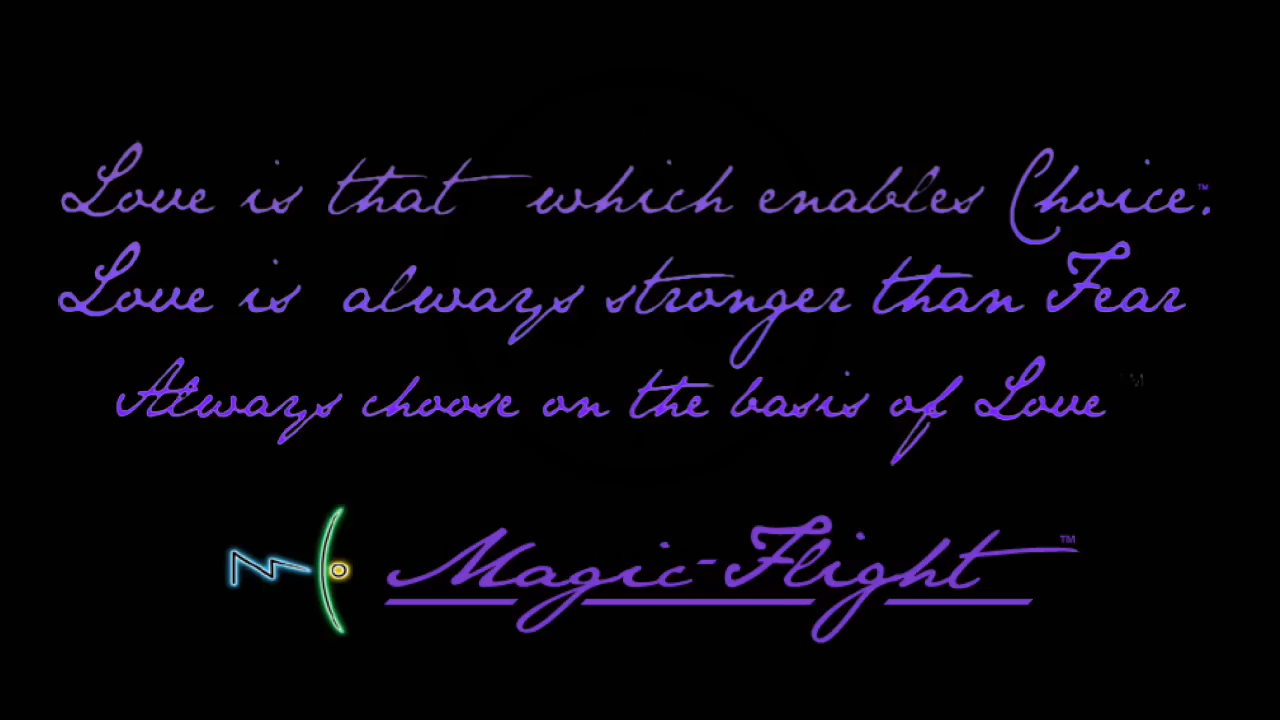 Love is that which enables Choice.™
Love is always stronger than Fear
Always choose on the basis of Love™
Magic-Flight™